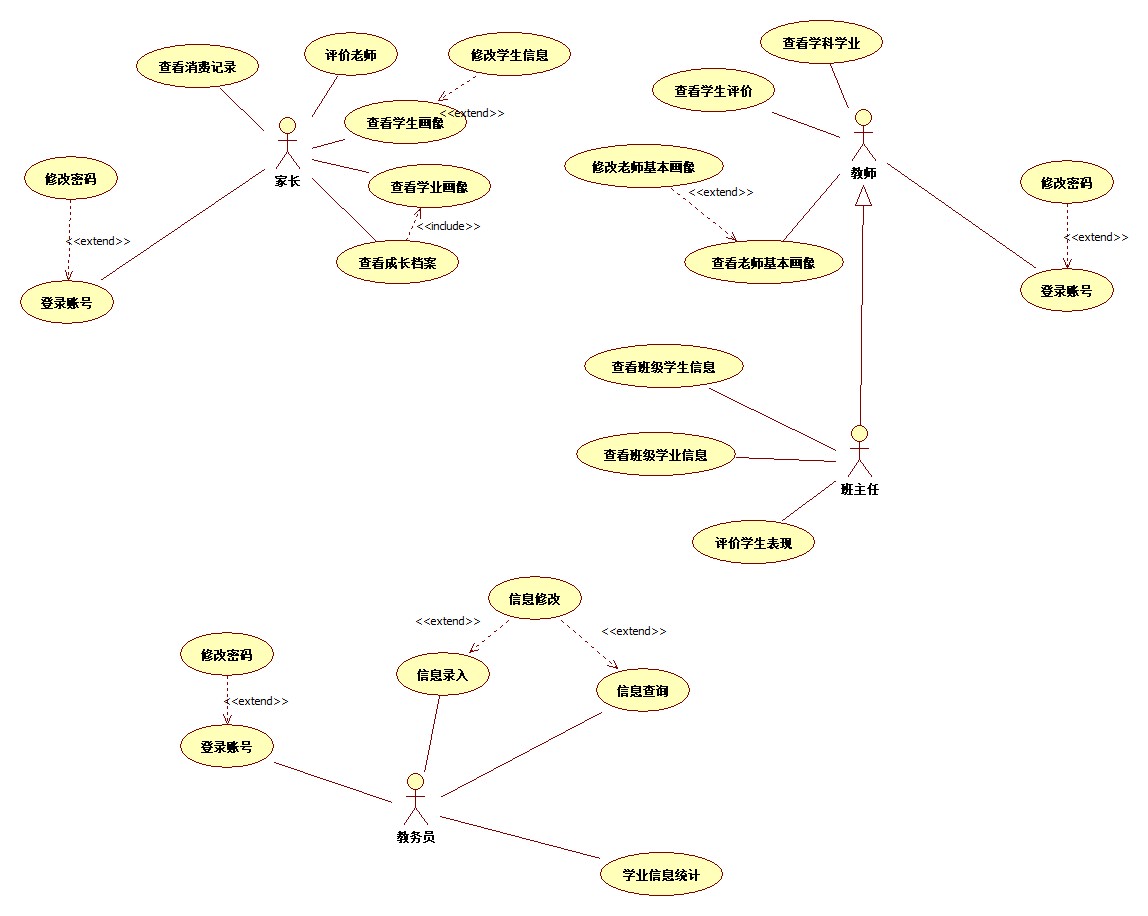 查看学科学业
评价老师
修改学生信息
查看消费记录
查看学生评价
<<extend>>
查看学生画像
修改老师基本画像
教师
修改密码
家长
查看学业画像
<<extend>>
修改密码
<<include>>
<<extend>>
<<extend>>
查看成长档案
查看老师基本画像
登录账号
登录账号
查看班级学生信息
查看班级学业信息
班主任
评价学生表现
信息修改
<<extend>>
<<extend>>
修改密码
信息录入
信息查询
<<extend>>
登录账号
教务员
学业信息统计